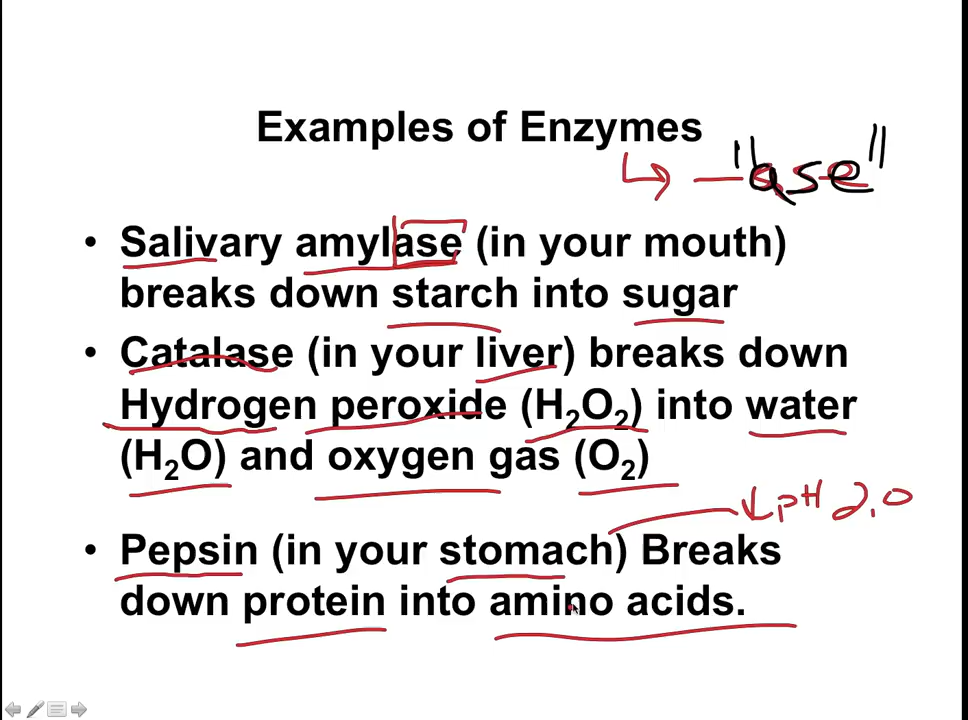 Examples of Enzymes
↳ — "ase"
• Salivary amylase (in your mouth)
breaks down starch into sugar
• Catalase (in your liver) breaks down
Hydrogen peroxide (H₂O₂) into water
(H₂O) and oxygen gas (O₂)
↓pH 2.0
• Pepsin (in your stomach) Breaks
down protein into amino acids.